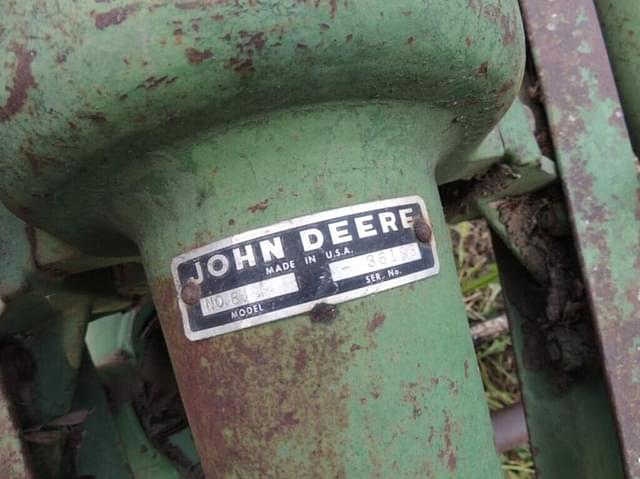 JOHN DEERE
MADE IN U.S.A.
MODEL
SER. No.